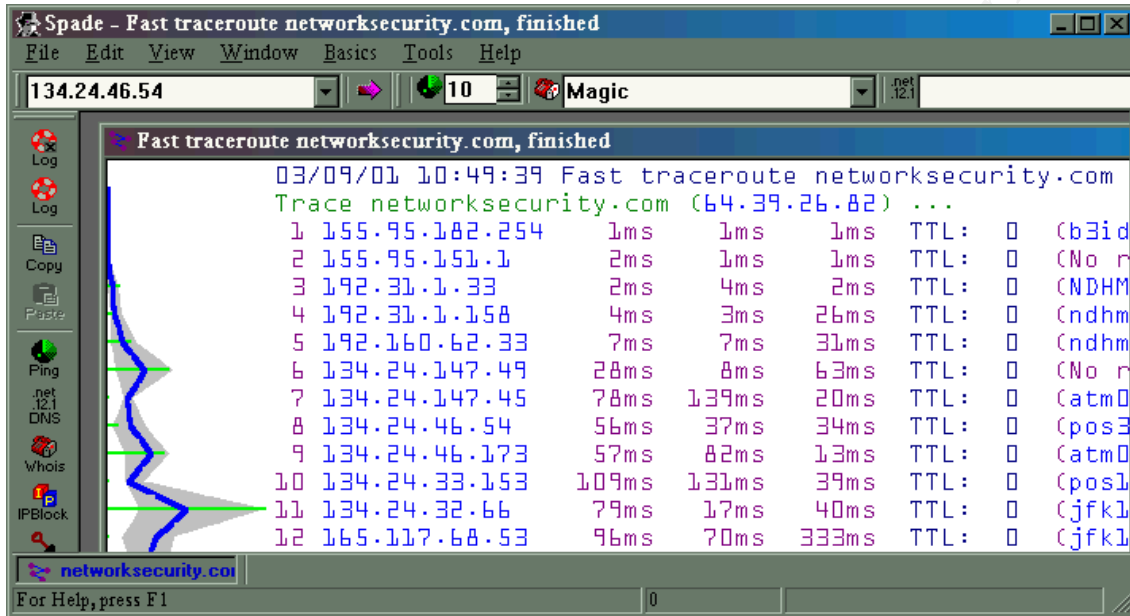 Spade - Fast traceroute networksecurity.com, finished
File Edit View Window Basics Tools Help
134.24.46.54 10 Magic .net .12.1
Fast traceroute networksecurity.com, finished
Log
Log
Copy
Paste
Ping
.net .12.1
DNS
Whois
IP
IPBlock
03/09/01 10:49:39 Fast traceroute networksecurity.com
Trace networksecurity.com (64.39.26.82) ...
1 155.95.182.254 1ms 1ms 1ms TTL: 0 (b3id
2 155.95.151.1 2ms 1ms 1ms TTL: 0 (No r
3 192.31.1.33 2ms 4ms 2ms TTL: 0 (NDHM
4 192.31.1.158 4ms 3ms 26ms TTL: 0 (ndhm
5 192.160.62.33 7ms 7ms 31ms TTL: 0 (ndhm
6 134.24.147.49 28ms 8ms 63ms TTL: 0 (No r
7 134.24.147.45 78ms 139ms 20ms TTL: 0 (atm0
8 134.24.46.54 56ms 37ms 34ms TTL: 0 (pos3
9 134.24.46.173 57ms 82ms 13ms TTL: 0 (atm0
10 134.24.33.153 109ms 131ms 39ms TTL: 0 (pos1
11 134.24.32.66 79ms 17ms 40ms TTL: 0 (jfk1
12 165.117.68.53 96ms 70ms 333ms TTL: 0 (jfk1
networksecurity.co
For Help, press F1 0